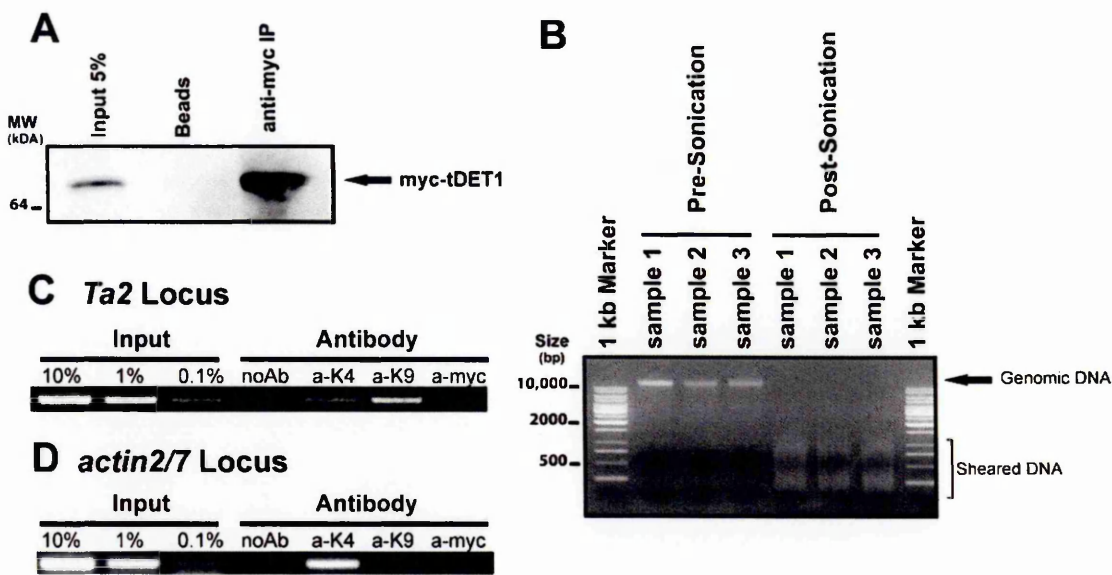 A
Input 5%
Beads
anti-myc IP
MW
(kDA)
64
myc-tDET1
B
Pre-Sonication
Post-Sonication
1 kb Marker
sample 1
sample 2
sample 3
sample 1
sample 2
sample 3
1 kb Marker
Size
(bp)
10,000
2000
500
Genomic DNA
Sheared DNA
C Ta2 Locus
Input Antibody
10% 1% 0.1% noAb a-K4 a-K9 a-myc
D actin2/7 Locus
Input Antibody
10% 1% 0.1% noAb a-K4 a-K9 a-myc